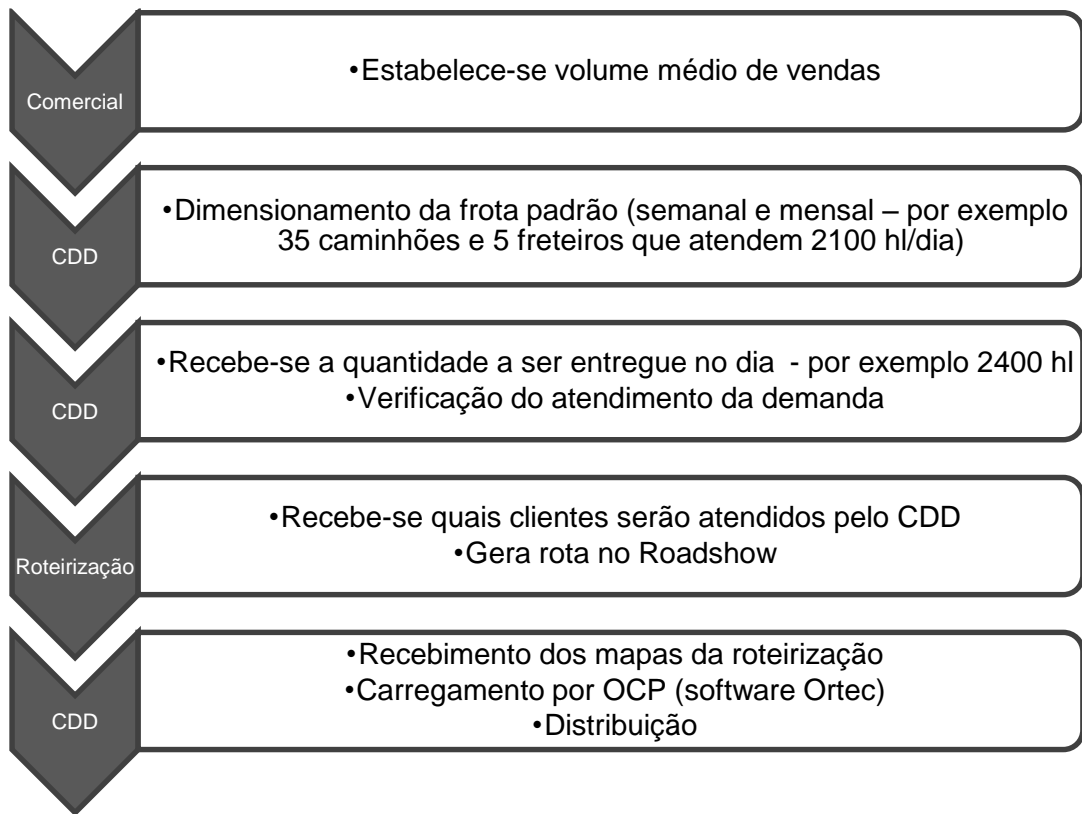 Comercial
•Estabelece-se volume médio de vendas
CDD
•Dimensionamento da frota padrão (semanal e mensal – por exemplo
35 caminhões e 5 freteiros que atendem 2100 hl/dia)
CDD
•Recebe-se a quantidade a ser entregue no dia - por exemplo 2400 hl
•Verificação do atendimento da demanda
Roteirização
•Recebe-se quais clientes serão atendidos pelo CDD
•Gera rota no Roadshow
CDD
•Recebimento dos mapas da roteirização
•Carregamento por OCP (software Ortec)
•Distribuição